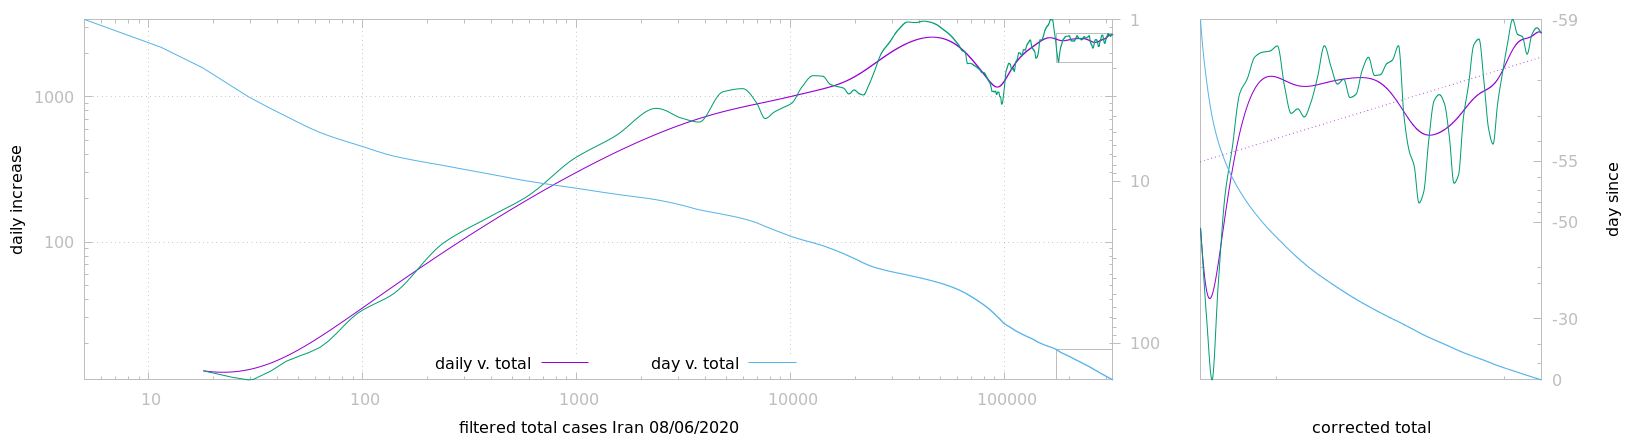 1
-59
1000
daily increase
-55
10
day since
-50
100
-30
daily v. total
day v. total
100
0
10
100
1000
10000
100000
filtered total cases Iran 08/06/2020
corrected total